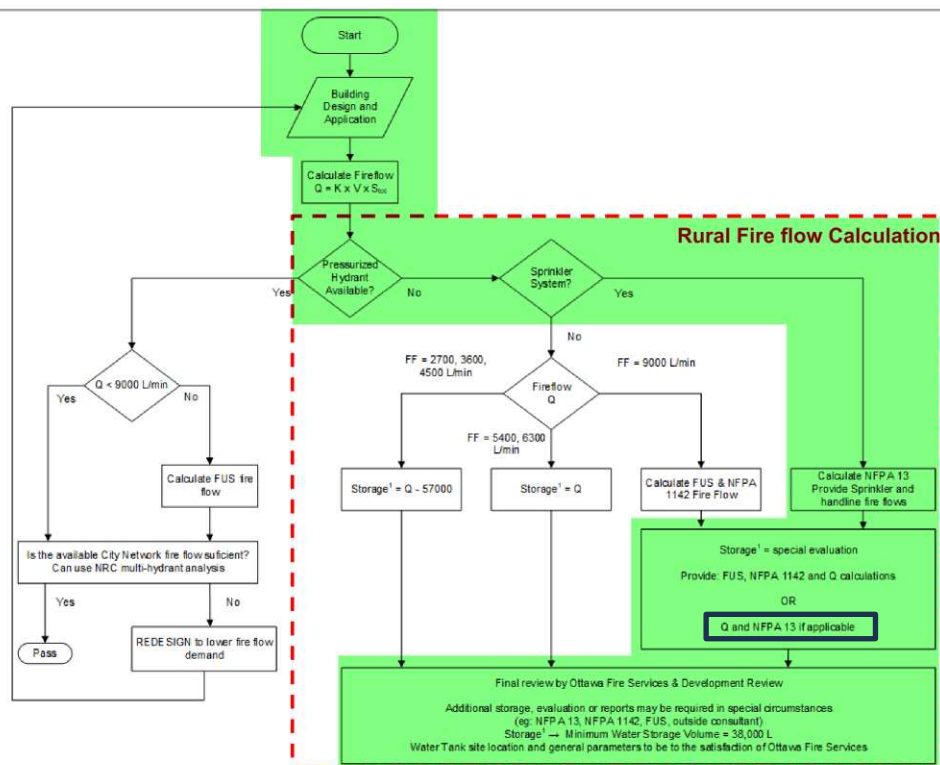 Start
Building
Design and
Application
Calculate Fireflow
Q = K x V x Stot
Rural Fire flow Calculation
Pressurized
Hydrant
Available?
Yes
No
Sprinkler
System?
Yes
No
Q < 9000 L/min
Yes
No
FF = 2700, 3600,
4500 L/min
Fireflow
Q
FF = 9000 L/min
FF = 5400, 6300
L/min
Calculate FUS fire
flow
Storage¹ = Q - 57000
Storage¹ = Q
Calculate FUS & NFPA
1142 Fire Flow
Calculate NFPA 13
Provide Sprinkler and
handline fire flows
Is the available City Network fire flow suficient?
Can use NRC multi-hydrant analysis
Yes
No
Pass
REDESIGN to lower fire flow
demand
Storage¹ = special evaluation
Provide: FUS, NFPA 1142 and Q calculations
OR
Q and NFPA 13 if applicable
Final review by Ottawa Fire Services & Development Review
Additional storage, evaluation or reports may be required in special circumstances
(eg: NFPA 13, NFPA 1142, FUS, outside consultant)
Storage¹ → Minimum Water Storage Volume = 38,000 L
Water Tank site location and general parameters to be to the satisfaction of Ottawa Fire Services